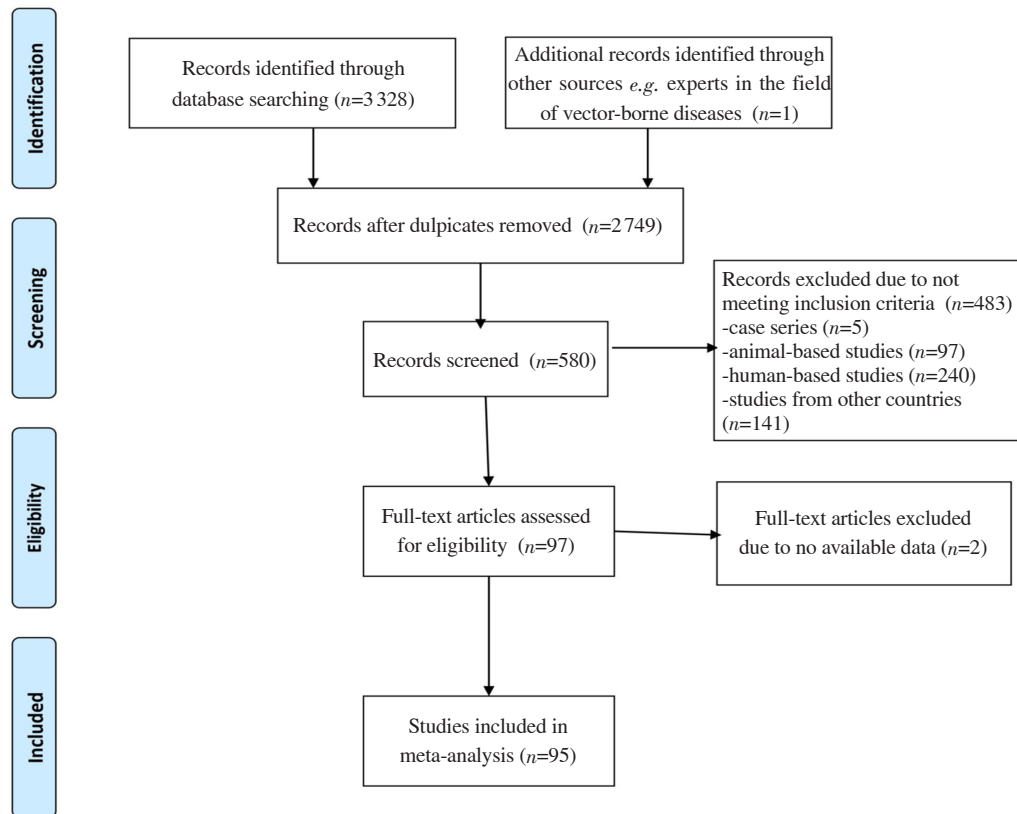 Identification
Records identified through
database searching (n=3 328)
Additional records identified through
other sources e.g. experts in the field
of vector-borne diseases (n=1)
Records after dulpicates removed (n=2 749)
Screening
Records screened (n=580)
Records excluded due to not
meeting inclusion criteria (n=483)
-case series (n=5)
-animal-based studies (n=97)
-human-based studies (n=240)
-studies from other countries
(n=141)
Eligibility
Full-text articles assessed
for eligibility (n=97)
Full-text articles excluded
due to no available data (n=2)
Included
Studies included in
meta-analysis (n=95)